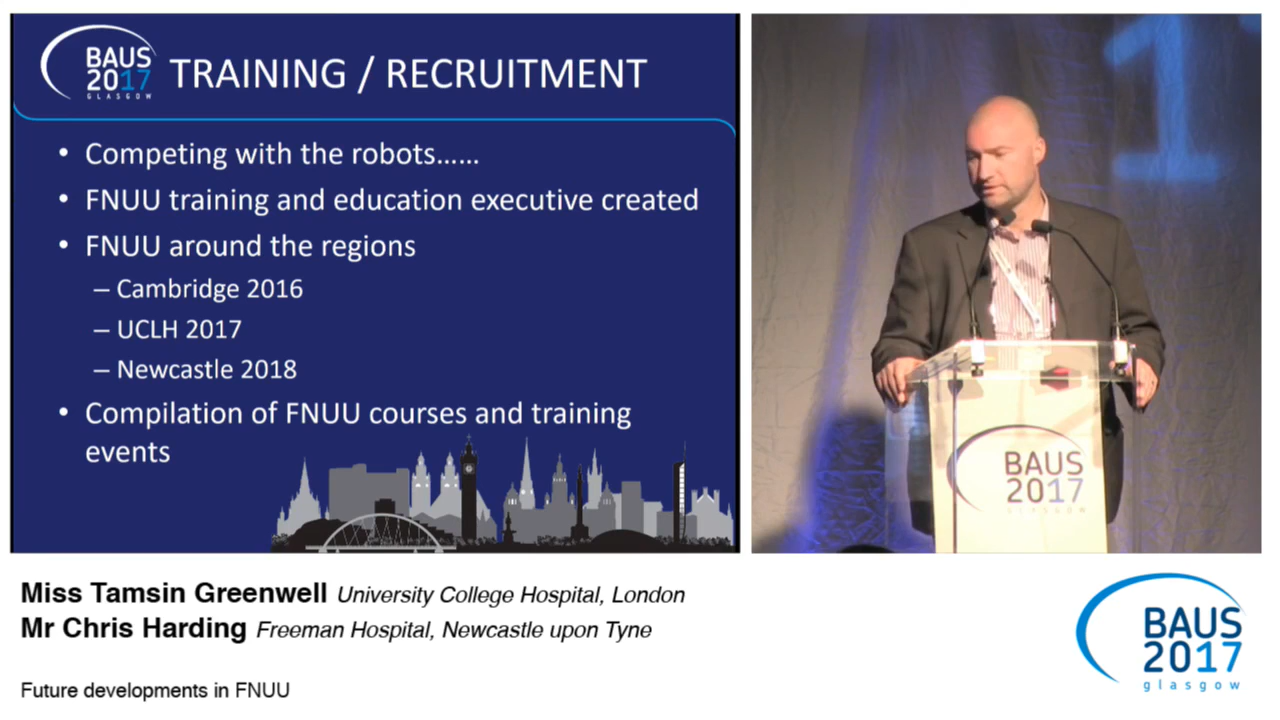 BAUS
2017
GLASGOW
TRAINING / RECRUITMENT
• Competing with the robots......
• FNUU training and education executive created
• FNUU around the regions
– Cambridge 2016
– UCLH 2017
– Newcastle 2018
• Compilation of FNUU courses and training
events
1
BAUS
2017
GLASGOW
Miss Tamsin Greenwell University College Hospital, London
Mr Chris Harding Freeman Hospital, Newcastle upon Tyne
Future developments in FNUU
BAUS
2017
glasgow